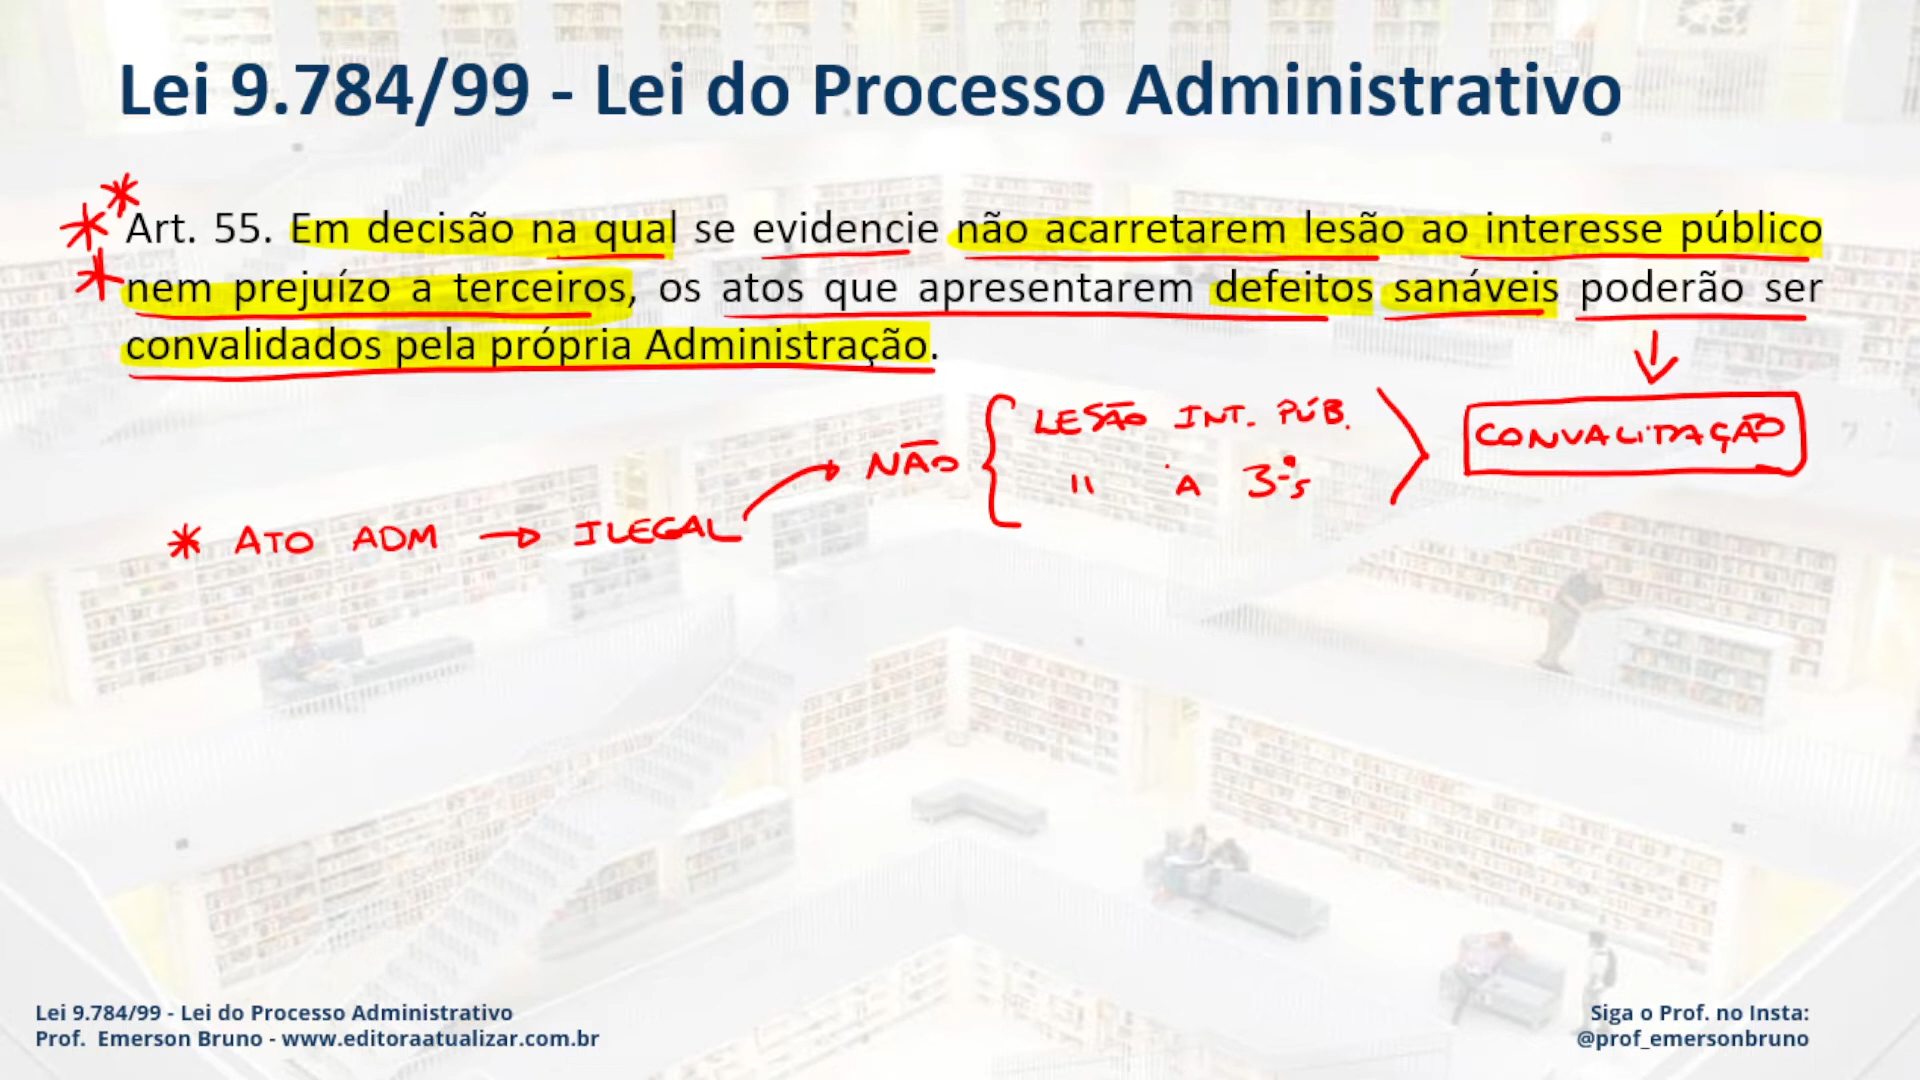 Lei 9.784/99 - Lei do Processo Administrativo
Art. 55. Em decisão na qual se evidencie não acarretarem lesão ao interesse público
nem prejuízo a terceiros, os atos que apresentarem defeitos sanáveis poderão ser
convalidados pela própria Administração.
LESÃO INT. PÚB.
CONVALIDAÇÃO
NÃO
" A 3ºs
* ATO ADM → ILEGAL
Lei 9.784/99 - Lei do Processo Administrativo
Prof. Emerson Bruno - www.editoraatualizar.com.br
Siga o Prof. no Insta:
@prof_emersonbruno